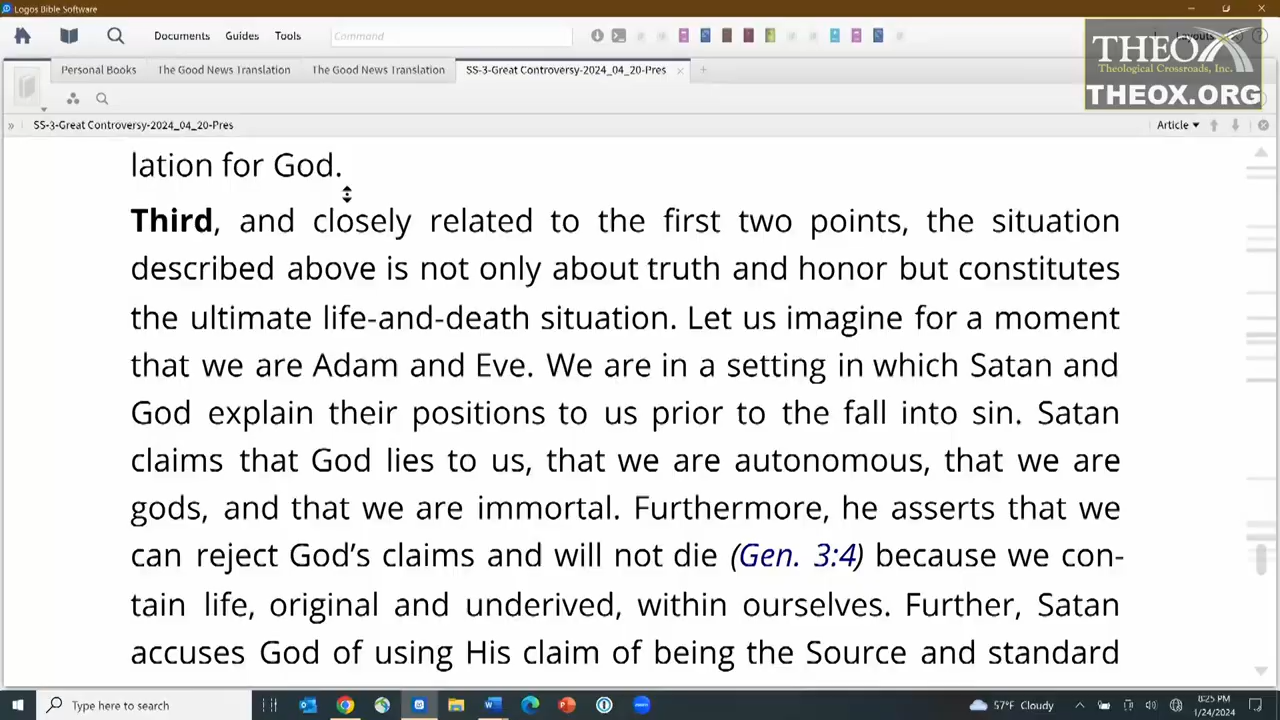 Logos Bible Software
Documents Guides Tools Command Layouts
THEOX
Theological Crossroads, Inc.
THEOX.ORG
Personal Books The Good News Translation The Good News Translation SS-3-Great Controversy-2024_04_20-Pres
SS-3-Great Controversy-2024_04_20-Pres Article
lation for God.
Third, and closely related to the first two points, the situation
described above is not only about truth and honor but constitutes
the ultimate life-and-death situation. Let us imagine for a moment
that we are Adam and Eve. We are in a setting in which Satan and
God explain their positions to us prior to the fall into sin. Satan
claims that God lies to us, that we are autonomous, that we are
gods, and that we are immortal. Furthermore, he asserts that we
can reject God’s claims and will not die (Gen. 3:4) because we con-
tain life, original and underived, within ourselves. Further, Satan
accuses God of using His claim of being the Source and standard
Type here to search 57°F Cloudy 8:25 PM
1/24/2024